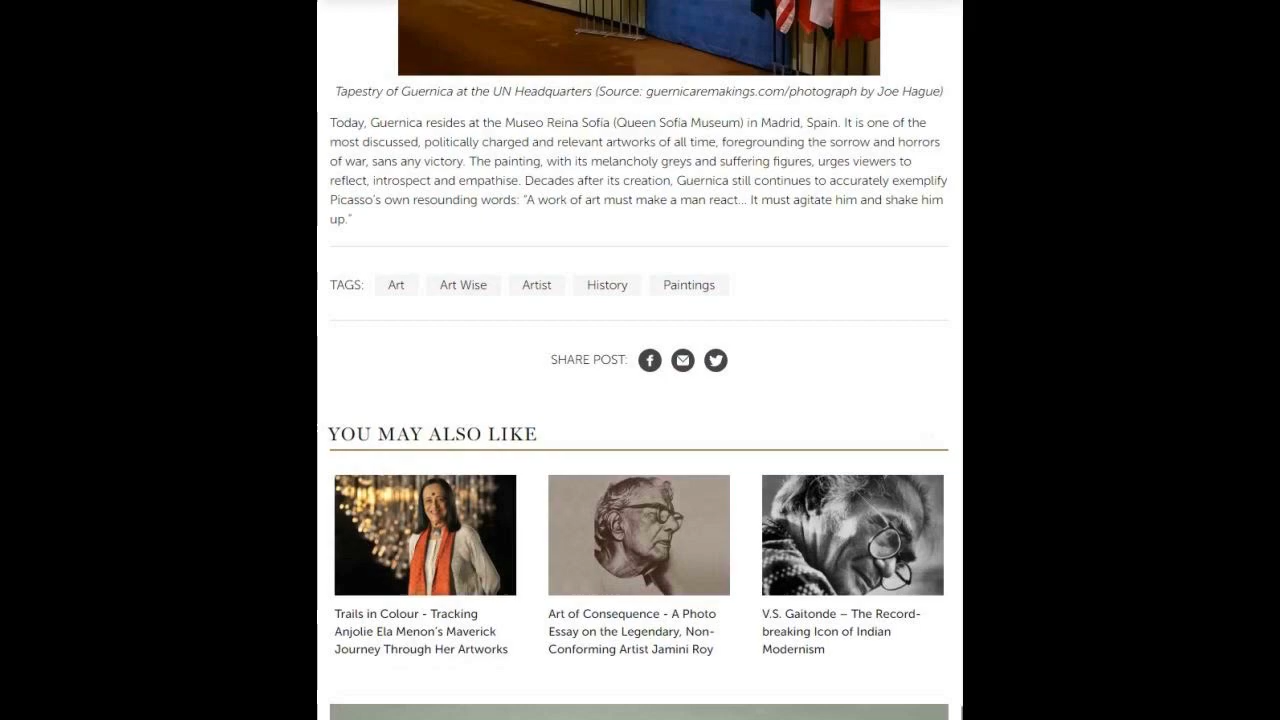 Tapestry of Guernica at the UN Headquarters (Source: guernicaremakings.com/photograph by Joe Hague)
Today, Guernica resides at the Museo Reina Sofía (Queen Sofía Museum) in Madrid, Spain. It is one of the
most discussed, politically charged and relevant artworks of all time, foregrounding the sorrow and horrors
of war, sans any victory. The painting, with its melancholy greys and suffering figures, urges viewers to
reflect, introspect and empathise. Decades after its creation, Guernica still continues to accurately exemplify
Picasso's own resounding words: "A work of art must make a man react... It must agitate him and shake him
up."
TAGS: Art Art Wise Artist History Paintings
SHARE POST:
YOU MAY ALSO LIKE
Trails in Colour - Tracking
Anjolie Ela Menon's Maverick
Journey Through Her Artworks
Art of Consequence - A Photo
Essay on the Legendary, Non-
Conforming Artist Jamini Roy
V.S. Gaitonde – The Record-
breaking Icon of Indian
Modernism